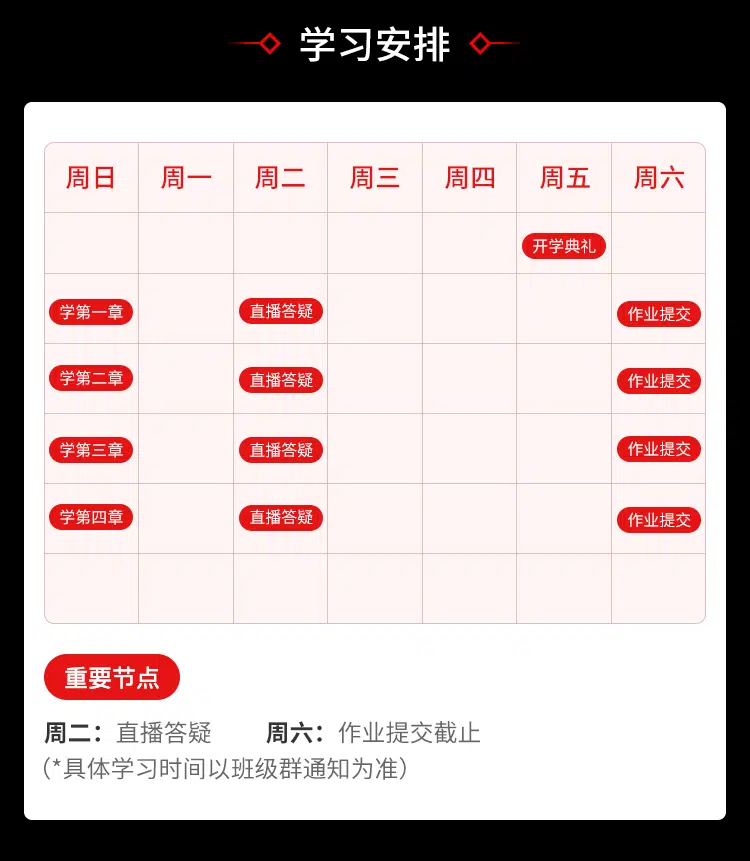 学习安排
周日 周一 周二 周三 周四 周五 周六
开学典礼
学第一章 直播答疑 作业提交
学第二章 直播答疑 作业提交
学第三章 直播答疑 作业提交
学第四章 直播答疑 作业提交
重要节点
周二：直播答疑 周六：作业提交截止
（*具体学习时间以班级群通知为准）